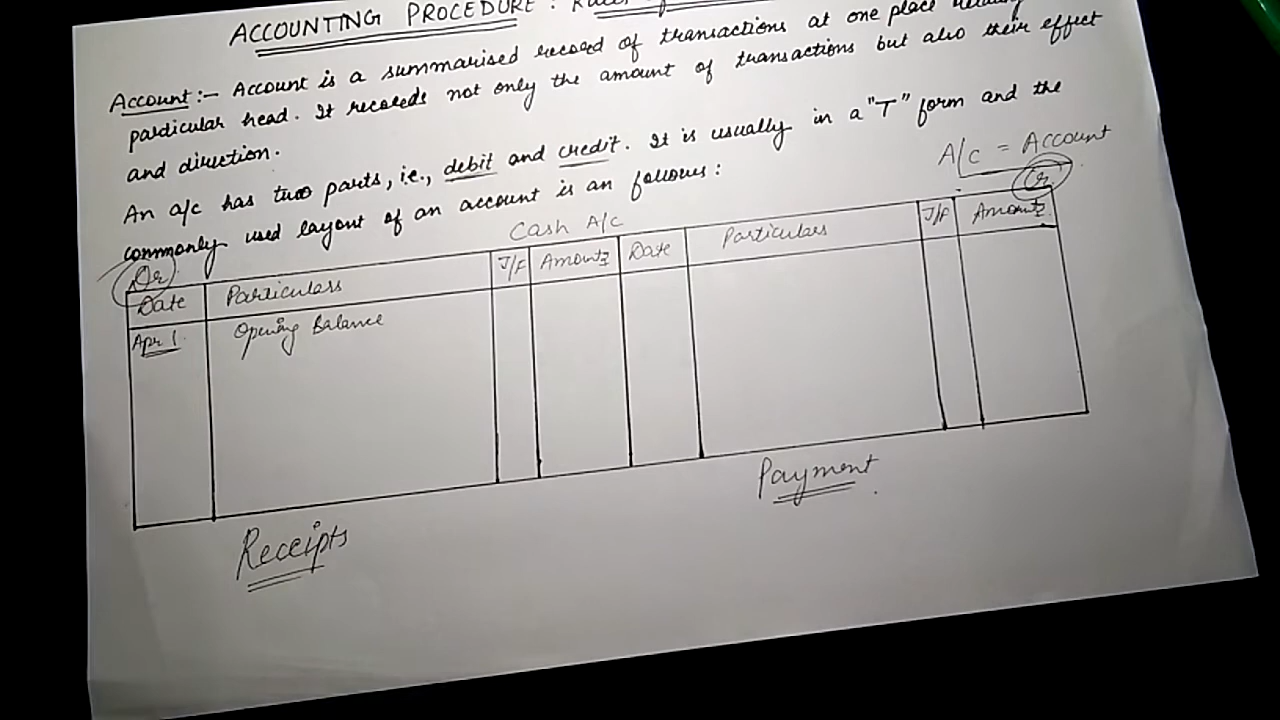 ACCOUNTING PROCEDURE :
Account :- Account is a summarised record of transactions at one place
particular head. It records not only the amount of transactions but also their effect
and direction.
An a/c has two parts, i.e., debit and credit. It is usually in a "T" form and the
commonly used layout of an account is an follows :
A/c = Account
Cash A/c
Dr
Cr
Date Particulars J/F Amount₹ Date Particulars J/F Amount₹
Apr 1 Opening Balance
Receipts
Payment